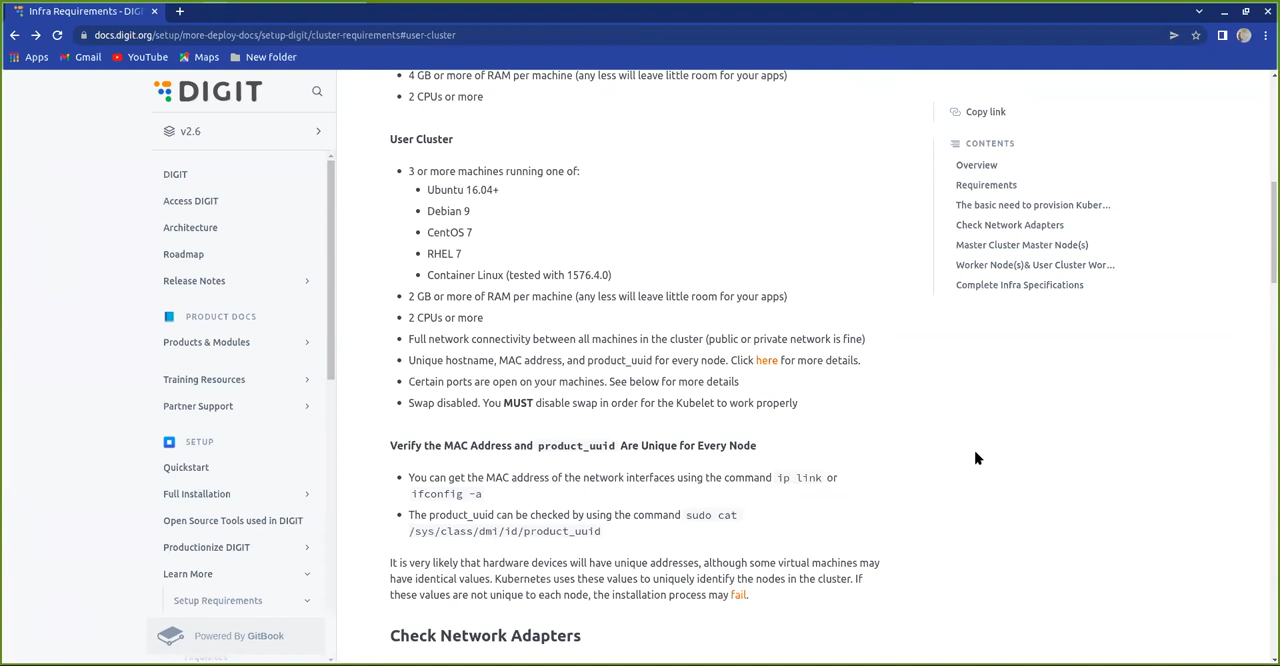 Infra Requirements - DIG
docs.digit.org/setup/more-deploy-docs/setup-digit/cluster-requirements#user-cluster
Apps Gmail YouTube Maps New folder
DIGIT
v2.6
DIGIT
Access DIGIT
Architecture
Roadmap
Release Notes
PRODUCT DOCS
Products & Modules
Training Resources
Partner Support
SETUP
Quickstart
Full Installation
Open Source Tools used in DIGIT
Productionize DIGIT
Learn More
Setup Requirements
Powered By GitBook
4 GB or more of RAM per machine (any less will leave little room for your apps)
2 CPUs or more
User Cluster
3 or more machines running one of:
Ubuntu 16.04+
Debian 9
CentOS 7
RHEL 7
Container Linux (tested with 1576.4.0)
2 GB or more of RAM per machine (any less will leave little room for your apps)
2 CPUs or more
Full network connectivity between all machines in the cluster (public or private network is fine)
Unique hostname, MAC address, and product_uuid for every node. Click here for more details.
Certain ports are open on your machines. See below for more details
Swap disabled. You MUST disable swap in order for the Kubelet to work properly
Verify the MAC Address and product_uuid Are Unique for Every Node
You can get the MAC address of the network interfaces using the command ip link or
ifconfig -a
The product_uuid can be checked by using the command sudo cat
/sys/class/dmi/id/product_uuid
It is very likely that hardware devices will have unique addresses, although some virtual machines may
have identical values. Kubernetes uses these values to uniquely identify the nodes in the cluster. If
these values are not unique to each node, the installation process may fail.
Check Network Adapters
Copy link
CONTENTS
Overview
Requirements
The basic need to provision Kuber...
Check Network Adapters
Master Cluster Master Node(s)
Worker Node(s)& User Cluster Wor...
Complete Infra Specifications